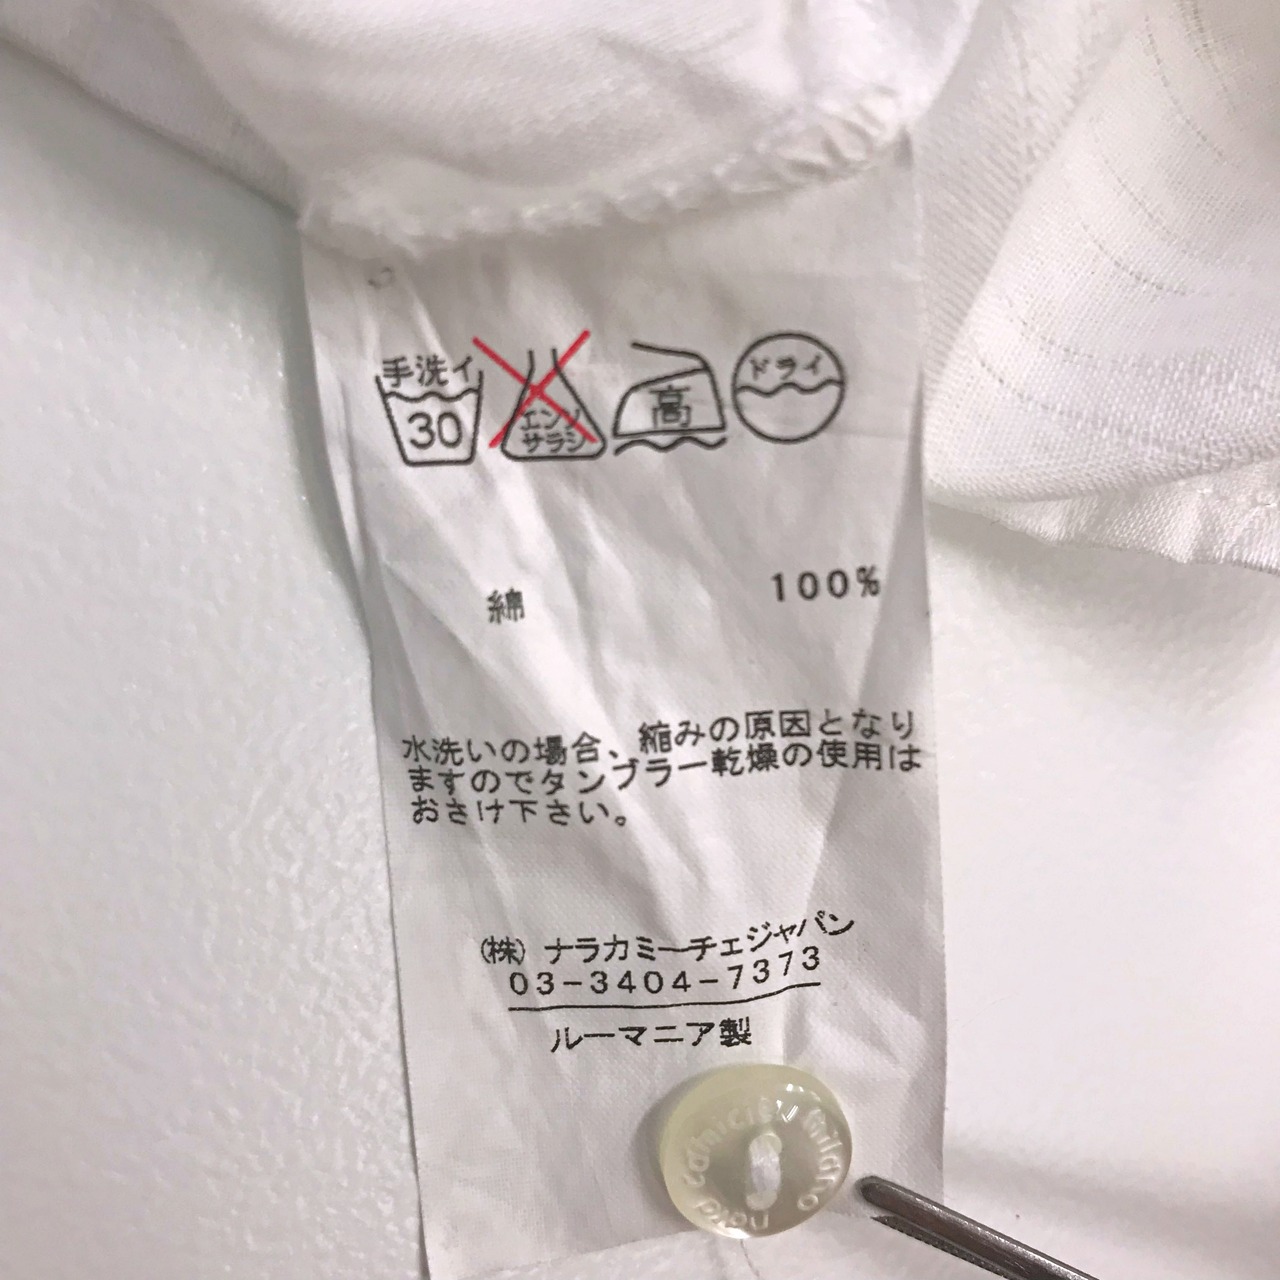 手洗イ
30
エンソ
サラシ
高
ドライ
綿 100%
水洗いの場合、縮みの原因となり
ますのでタンブラー乾燥の使用は
おさけ下さい。
(株) ナラカミーチェジャパン
03-3404-7373
ルーマニア製
nara camicie milano